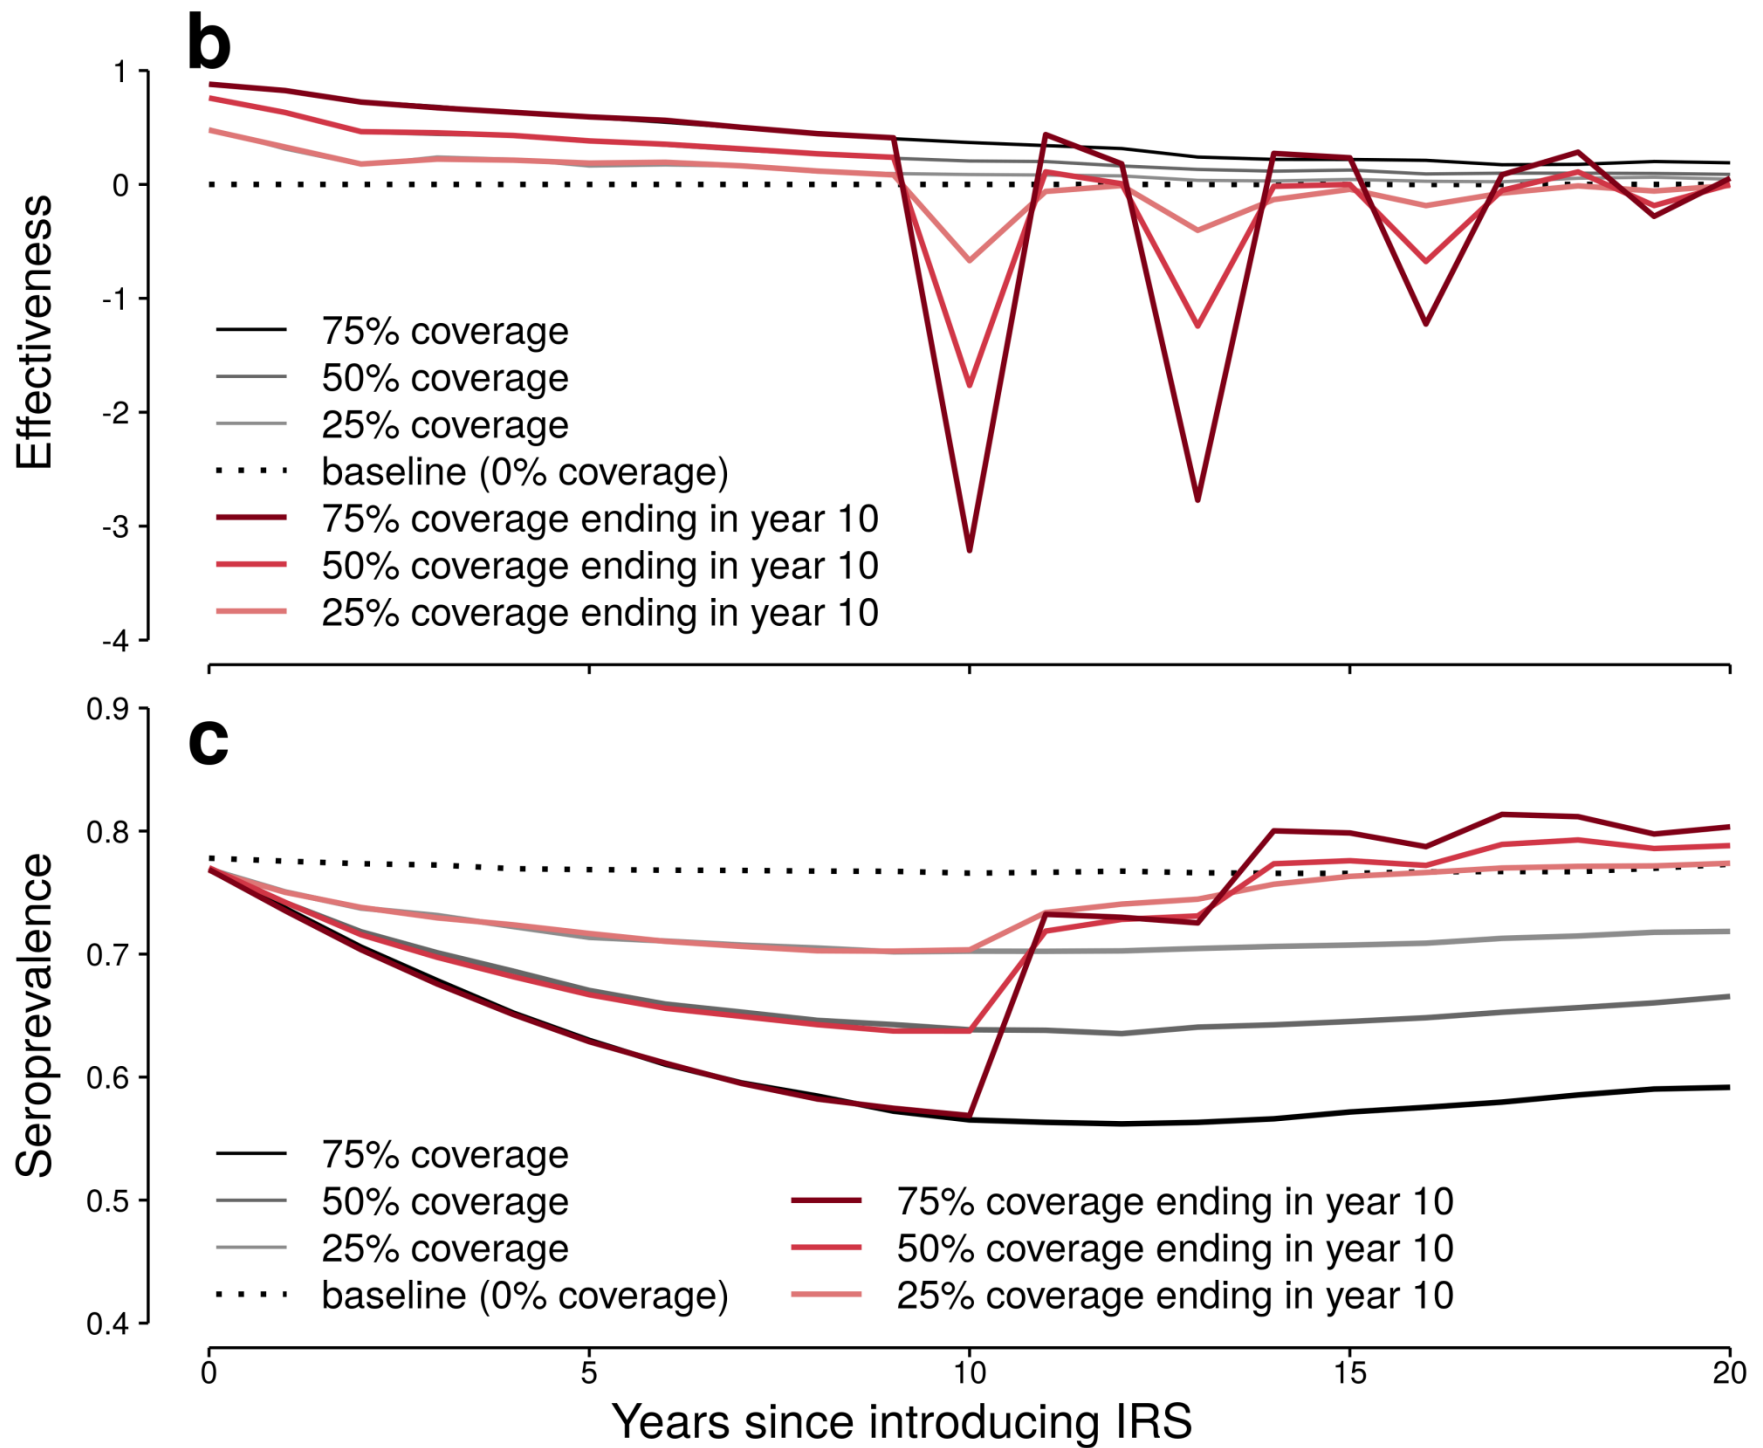 b
1
0
-1
-2
-3
-4
Effectiveness
75% coverage
50% coverage
25% coverage
baseline (0% coverage)
75% coverage ending in year 10
50% coverage ending in year 10
25% coverage ending in year 10
c
0.9
0.8
0.7
0.6
0.5
0.4
Seroprevalence
75% coverage
50% coverage
25% coverage
baseline (0% coverage)
75% coverage ending in year 10
50% coverage ending in year 10
25% coverage ending in year 10
0 5 10 15 20
Years since introducing IRS